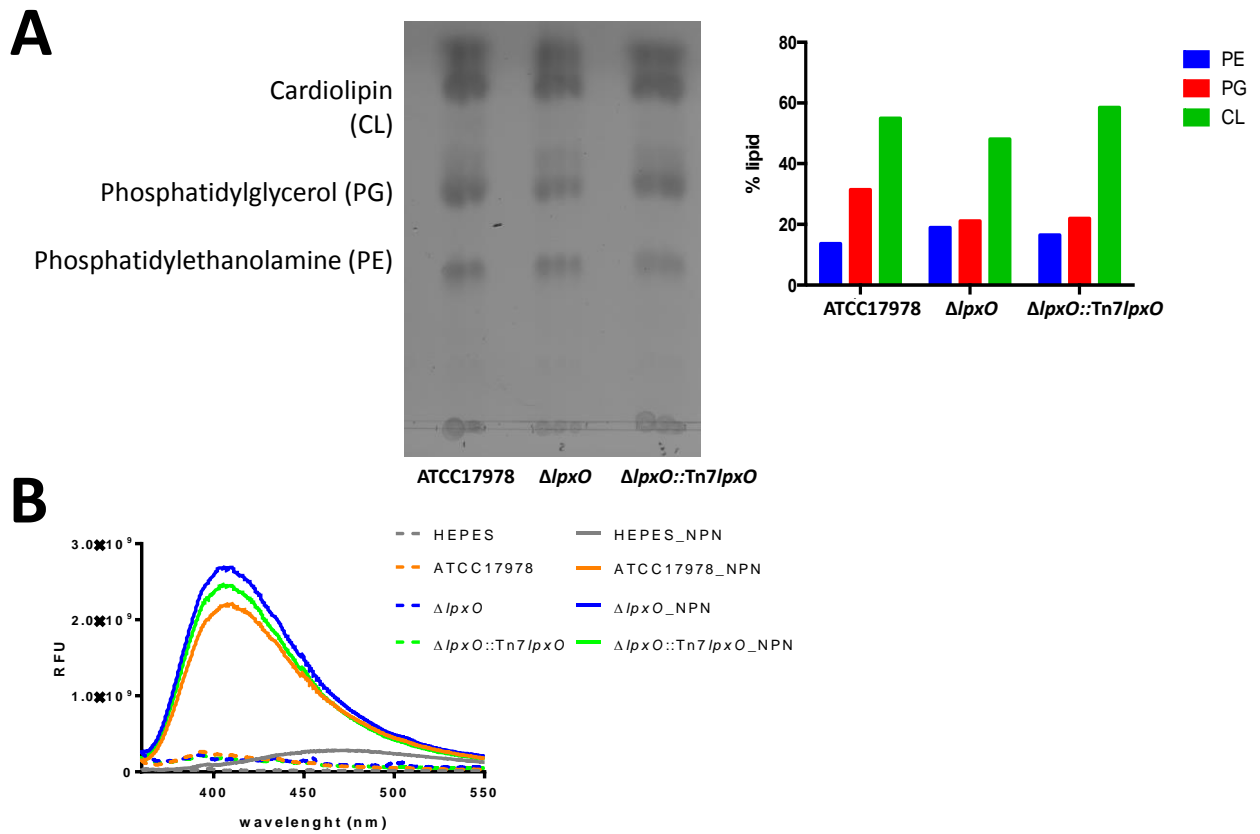 A
Cardiolipin
(CL)
Phosphatidylglycerol (PG)
Phosphatidylethanolamine (PE)
ATCC17978 ΔlpxO ΔlpxO::Tn7lpxO
80
60
40
20
0
% lipid
PE
PG
CL
ATCC17978 ΔlpxO ΔlpxO::Tn7lpxO
B
3.0×10⁹
2.0×10⁹
1.0×10⁹
0
RFU
400 450 500 550
wavelenght (nm)
HEPES HEPES_NPN
ATCC17978 ATCC17978_NPN
ΔlpxO ΔlpxO_NPN
ΔlpxO::Tn7lpxO ΔlpxO::Tn7lpxO_NPN